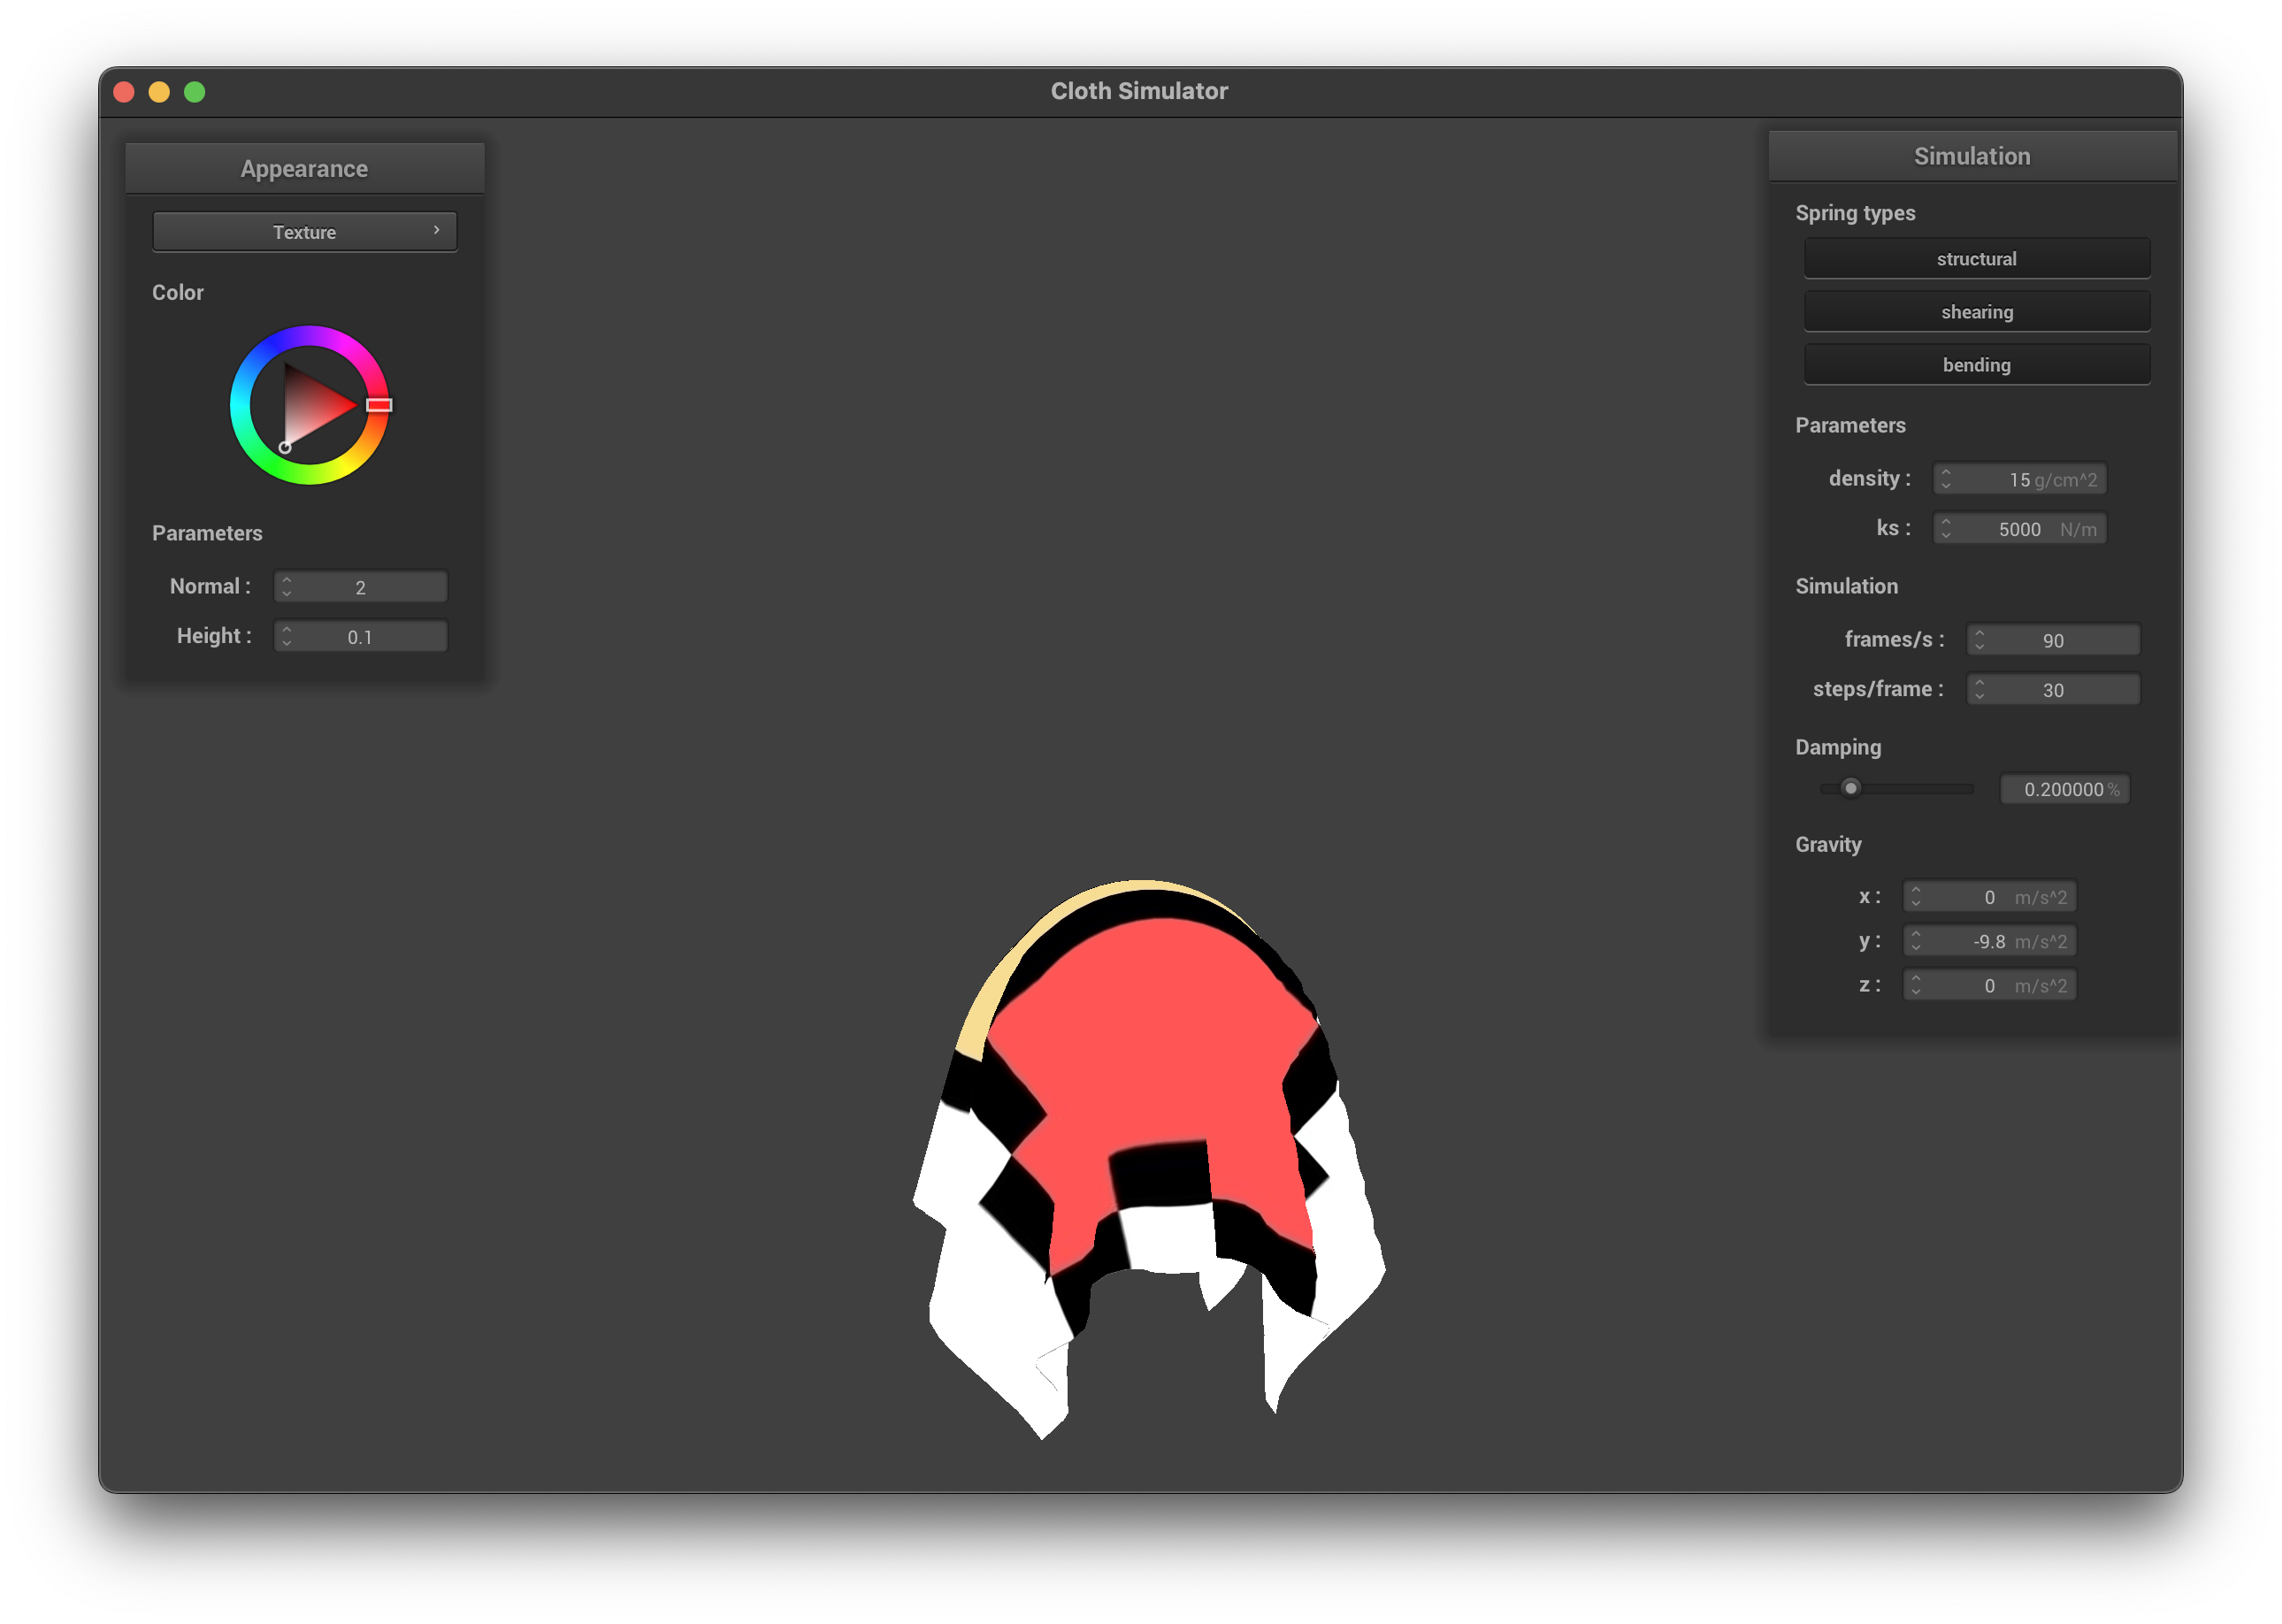 Cloth Simulator
Appearance
Texture
Color
Parameters
Normal : 2
Height : 0.1
Simulation
Spring types
structural
shearing
bending
Parameters
density : 15 g/cm^2
ks : 5000 N/m
Simulation
frames/s : 90
steps/frame : 30
Damping
0.200000 %
Gravity
x : 0 m/s^2
y : -9.8 m/s^2
z : 0 m/s^2